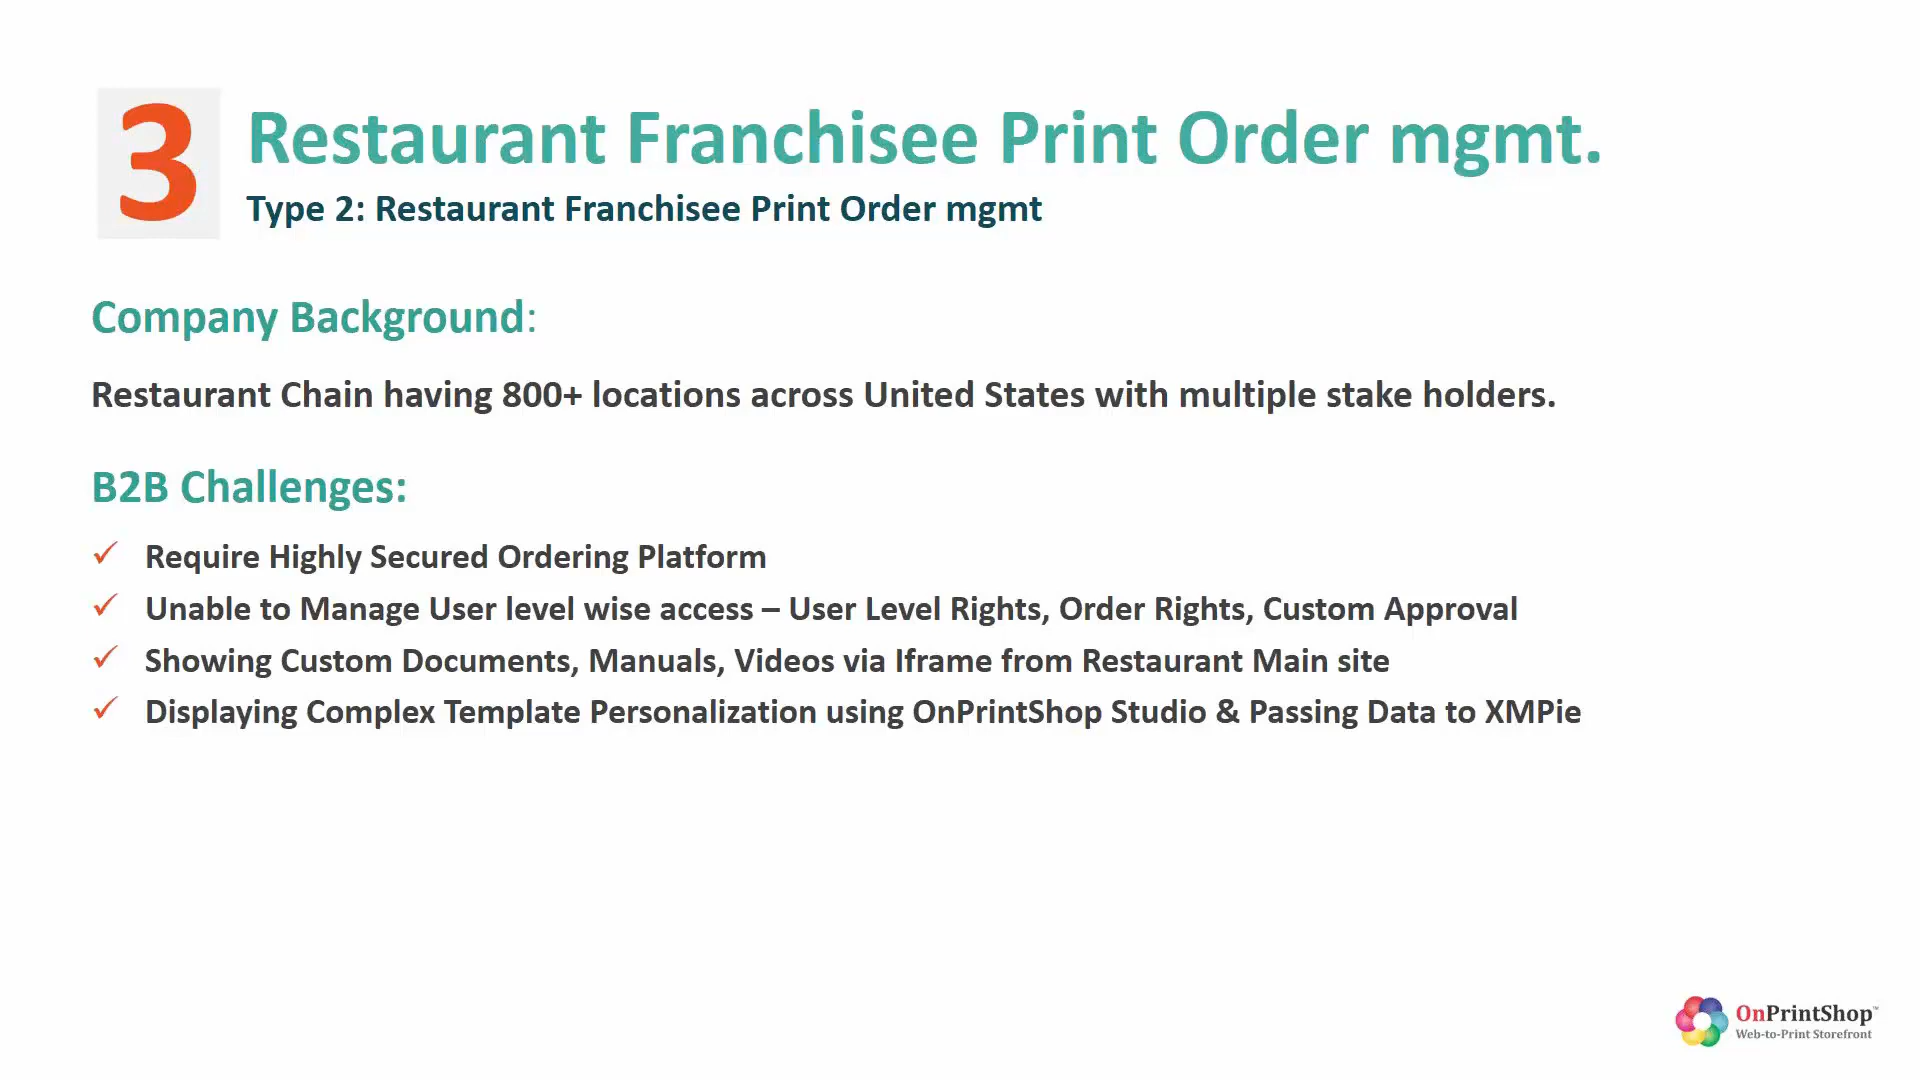 3
Restaurant Franchisee Print Order mgmt.
Type 2: Restaurant Franchisee Print Order mgmt
Company Background:
Restaurant Chain having 800+ locations across United States with multiple stake holders.
B2B Challenges:
✓ Require Highly Secured Ordering Platform
✓ Unable to Manage User level wise access – User Level Rights, Order Rights, Custom Approval
✓ Showing Custom Documents, Manuals, Videos via Iframe from Restaurant Main site
✓ Displaying Complex Template Personalization using OnPrintShop Studio & Passing Data to XMPie
OnPrintShop™
Web-to-Print Storefront